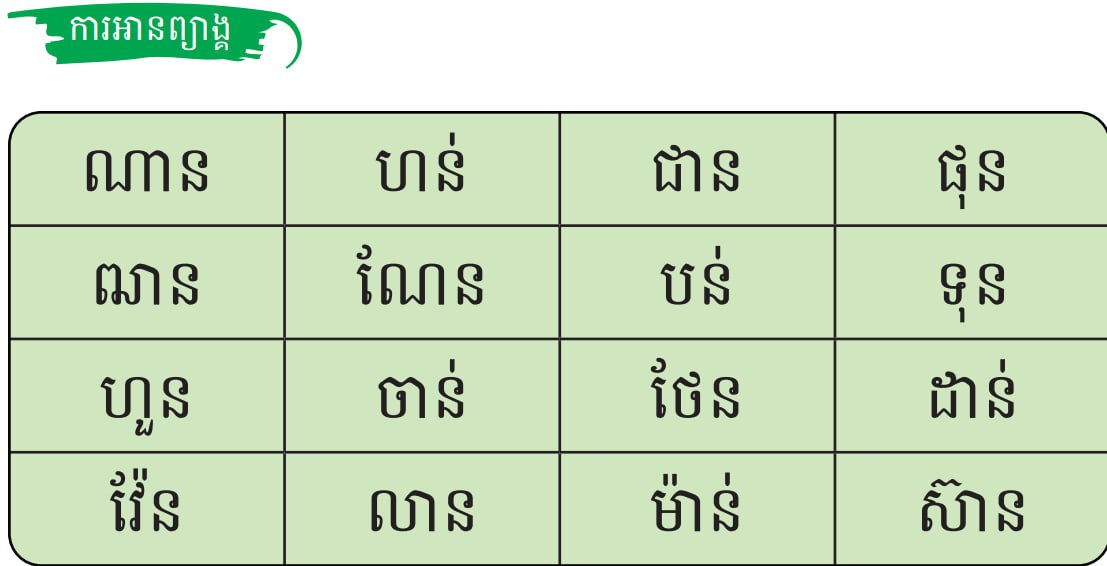 ការអានព្យាង្គ
ណាន ហន់ ជាន ផុន
ឍាន ណែន បន់ ទុន
ហួន ចាន់ ថែន ដាន់
វ៉ែន លាន ម៉ាន់ ស៊ាន